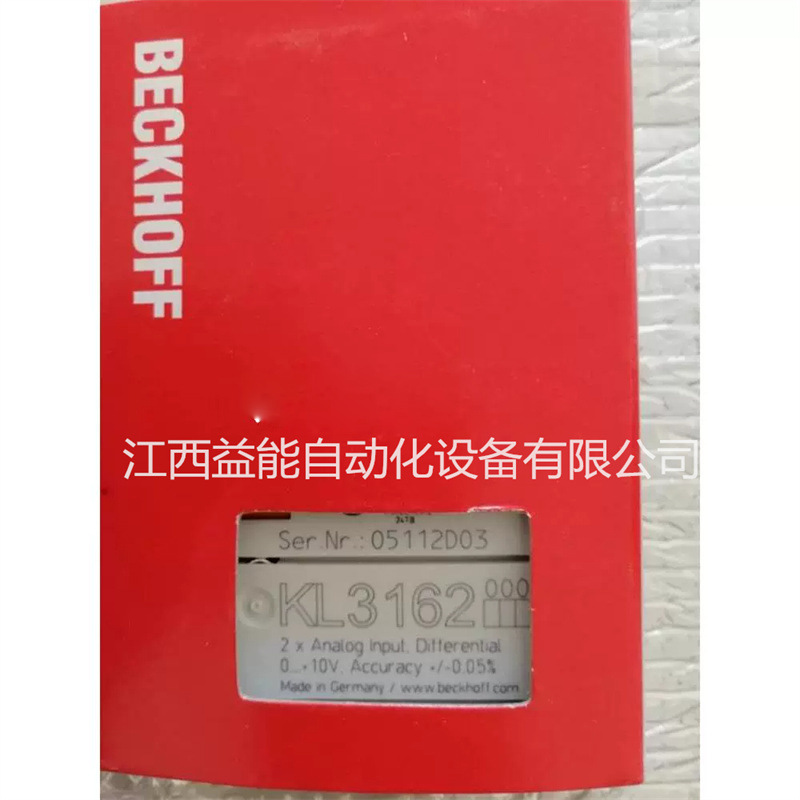 BECKHOFF
江西益能自动化设备有限公司
Ser.Nr.: 05112D03
KL3162 000
2 x Analog Input, Differential
0...+10V, Accuracy +/-0.05%
Made in Germany / www.beckhoff.com